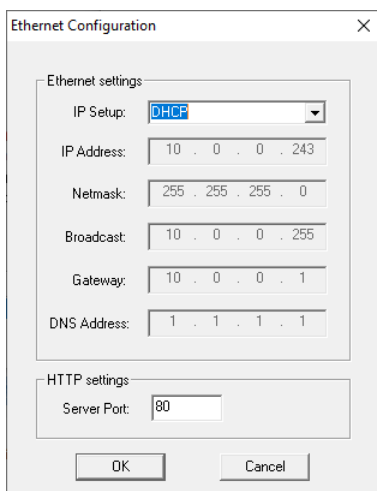 Ethernet Configuration
Ethernet settings
IP Setup: DHCP
IP Address: 10 . 0 . 0 . 243
Netmask: 255 . 255 . 255 . 0
Broadcast: 10 . 0 . 0 . 255
Gateway: 10 . 0 . 0 . 1
DNS Address: 1 . 1 . 1 . 1
HTTP settings
Server Port: 80
OK Cancel